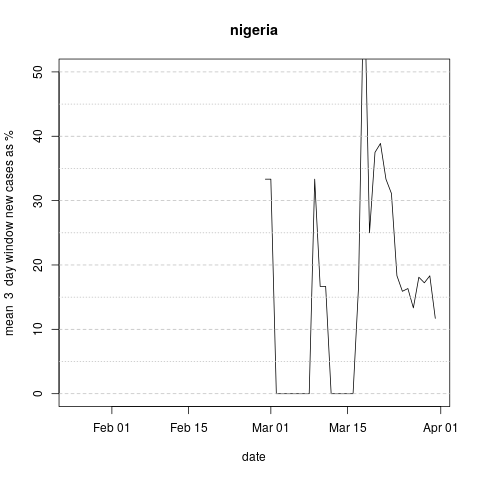 nigeria
mean 3 day window new cases as %
50
40
30
20
10
0
Feb 01
Feb 15
Mar 01
Mar 15
Apr 01
date